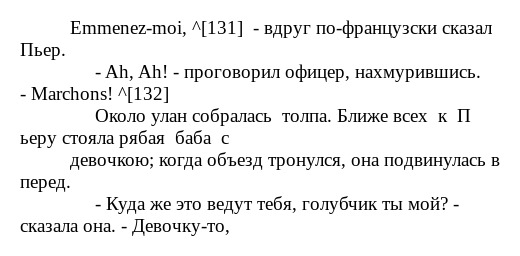 Emmenez-moi, ^[131]  - вдруг по-французски сказал
Пьер.
- Ah, Ah! - проговорил офицер, нахмурившись.
- Marchons! ^[132]
Около улан собралась  толпа. Ближе всех  к  П
ьеру стояла рябая  баба  с
девочкою; когда объезд тронулся, она подвинулась в
перед.
- Куда же это ведут тебя, голубчик ты мой? -
сказала она. - Девочку-то,